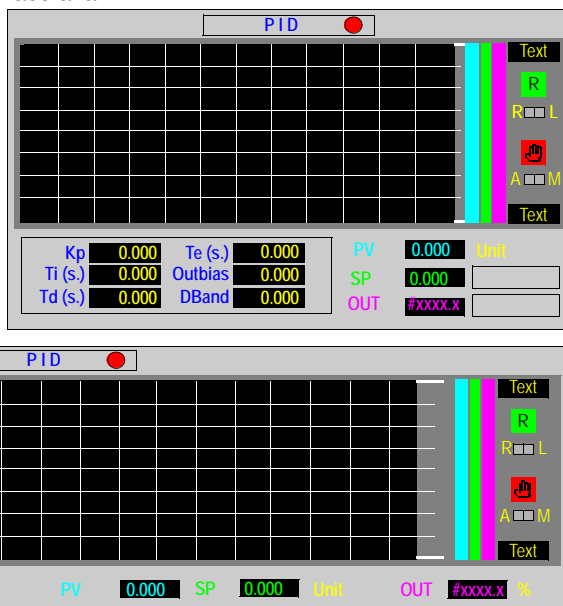 PID
Text
R
R L
A M
Text
Kp 0.000 Te (s.) 0.000 PV 0.000 Unit
Ti (s.) 0.000 Outbias 0.000 SP 0.000
Td (s.) 0.000 DBand 0.000 OUT #xxxx.x
PID
Text
R
R L
A M
Text
PV 0.000 SP 0.000 Unit OUT #xxxx.x %